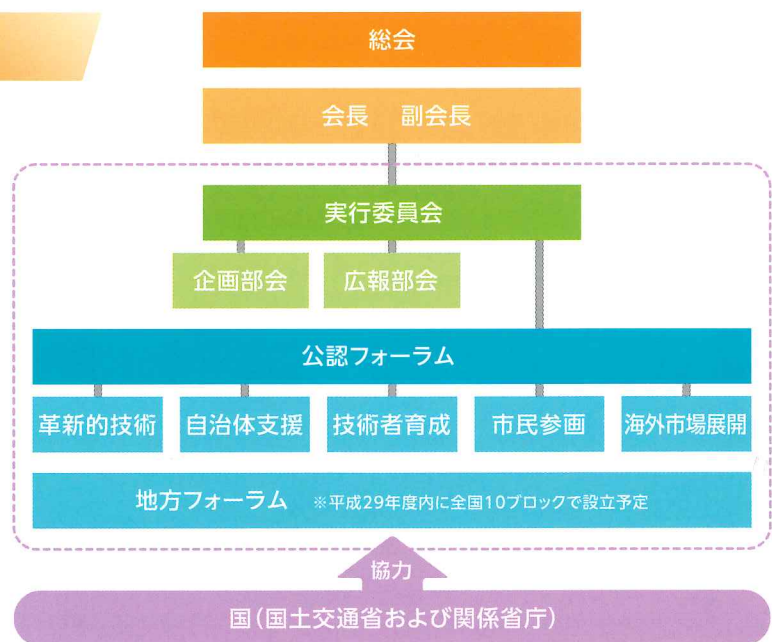 総会
会長 副会長
実行委員会
企画部会 広報部会
公認フォーラム
革新的技術 自治体支援 技術者育成 市民参画 海外市場展開
地方フォーラム ※平成29年度内に全国10ブロックで設立予定
協力
国(国土交通省および関係省庁)